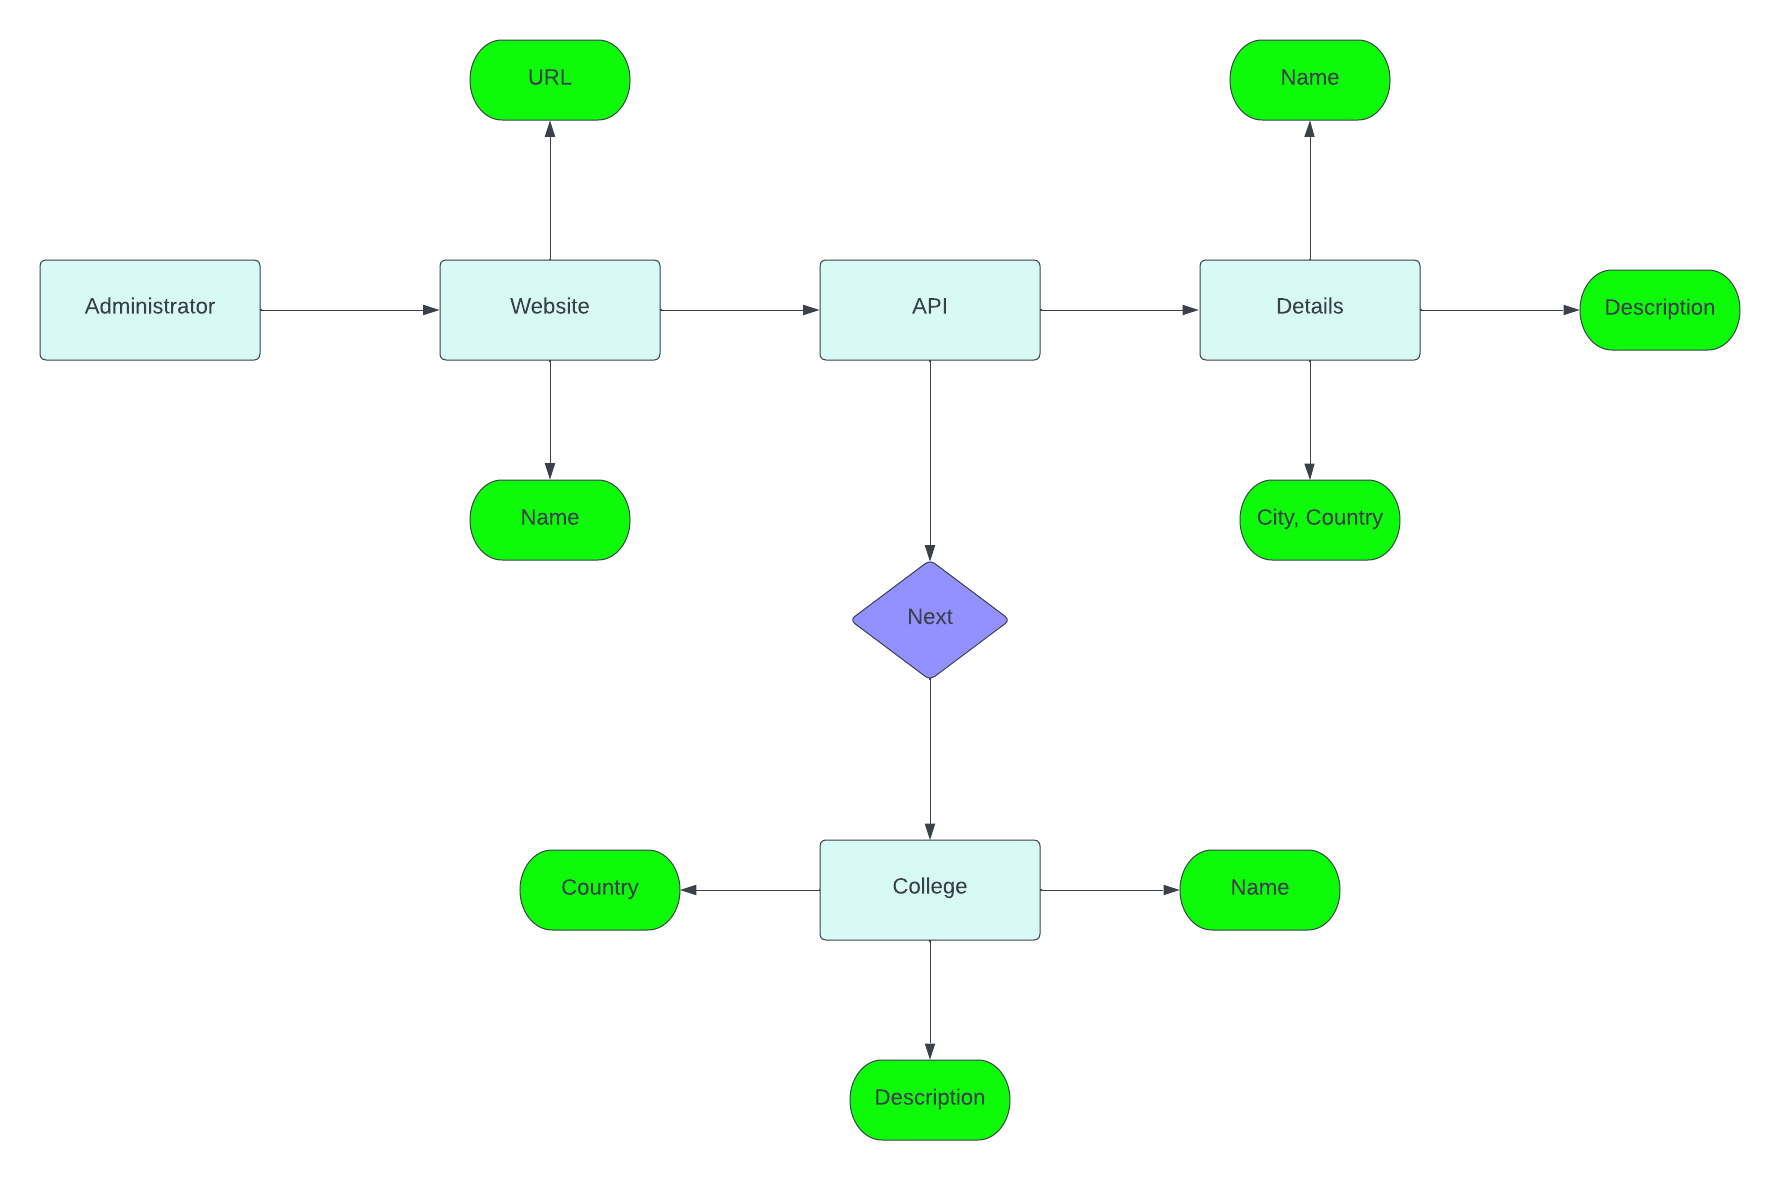 URL
Name
Administrator
Website
API
Details
Description
Name
City, Country
Next
Country
College
Name
Description